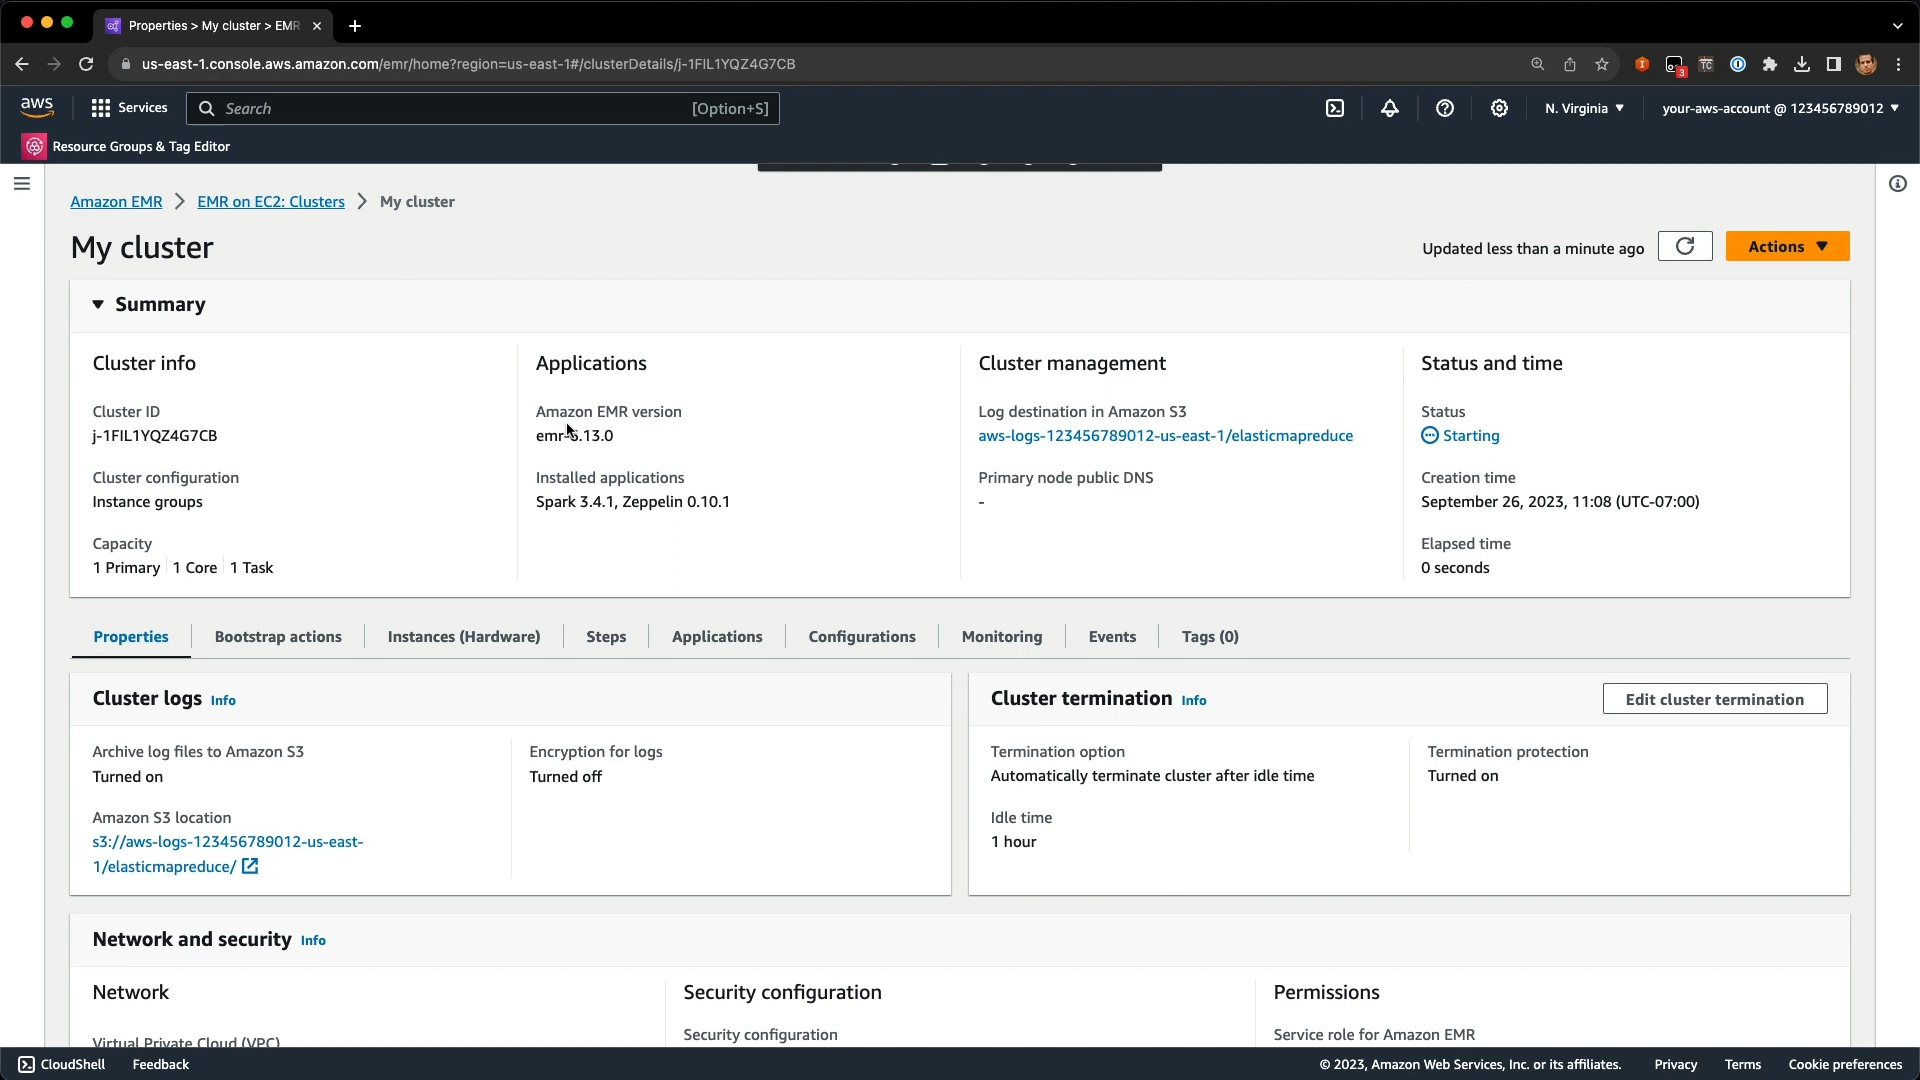 Properties > My cluster > EMR
us-east-1.console.aws.amazon.com/emr/home?region=us-east-1#/clusterDetails/j-1FIL1YQZ4G7CB
3
TC
aws
Services
Search
[Option+S]
N. Virginia
your-aws-account @ 123456789012
Resource Groups & Tag Editor
Amazon EMR
EMR on EC2: Clusters
My cluster
My cluster
Updated less than a minute ago
Actions
Summary
Cluster info
Cluster ID
j-1FIL1YQZ4G7CB
Cluster configuration
Instance groups
Capacity
1 Primary
1 Core
1 Task
Applications
Amazon EMR version
emr-6.13.0
Installed applications
Spark 3.4.1, Zeppelin 0.10.1
Cluster management
Log destination in Amazon S3
aws-logs-123456789012-us-east-1/elasticmapreduce
Primary node public DNS
-
Status and time
Status
Starting
Creation time
September 26, 2023, 11:08 (UTC-07:00)
Elapsed time
0 seconds
Properties
Bootstrap actions
Instances (Hardware)
Steps
Applications
Configurations
Monitoring
Events
Tags (0)
Cluster logs Info
Archive log files to Amazon S3
Turned on
Amazon S3 location
s3://aws-logs-123456789012-us-east-
1/elasticmapreduce/
Encryption for logs
Turned off
Cluster termination Info
Edit cluster termination
Termination option
Automatically terminate cluster after idle time
Idle time
1 hour
Termination protection
Turned on
Network and security Info
Network
Virtual Private Cloud (VPC)
Security configuration
Security configuration
Permissions
Service role for Amazon EMR
CloudShell
Feedback
© 2023, Amazon Web Services, Inc. or its affiliates.
Privacy
Terms
Cookie preferences